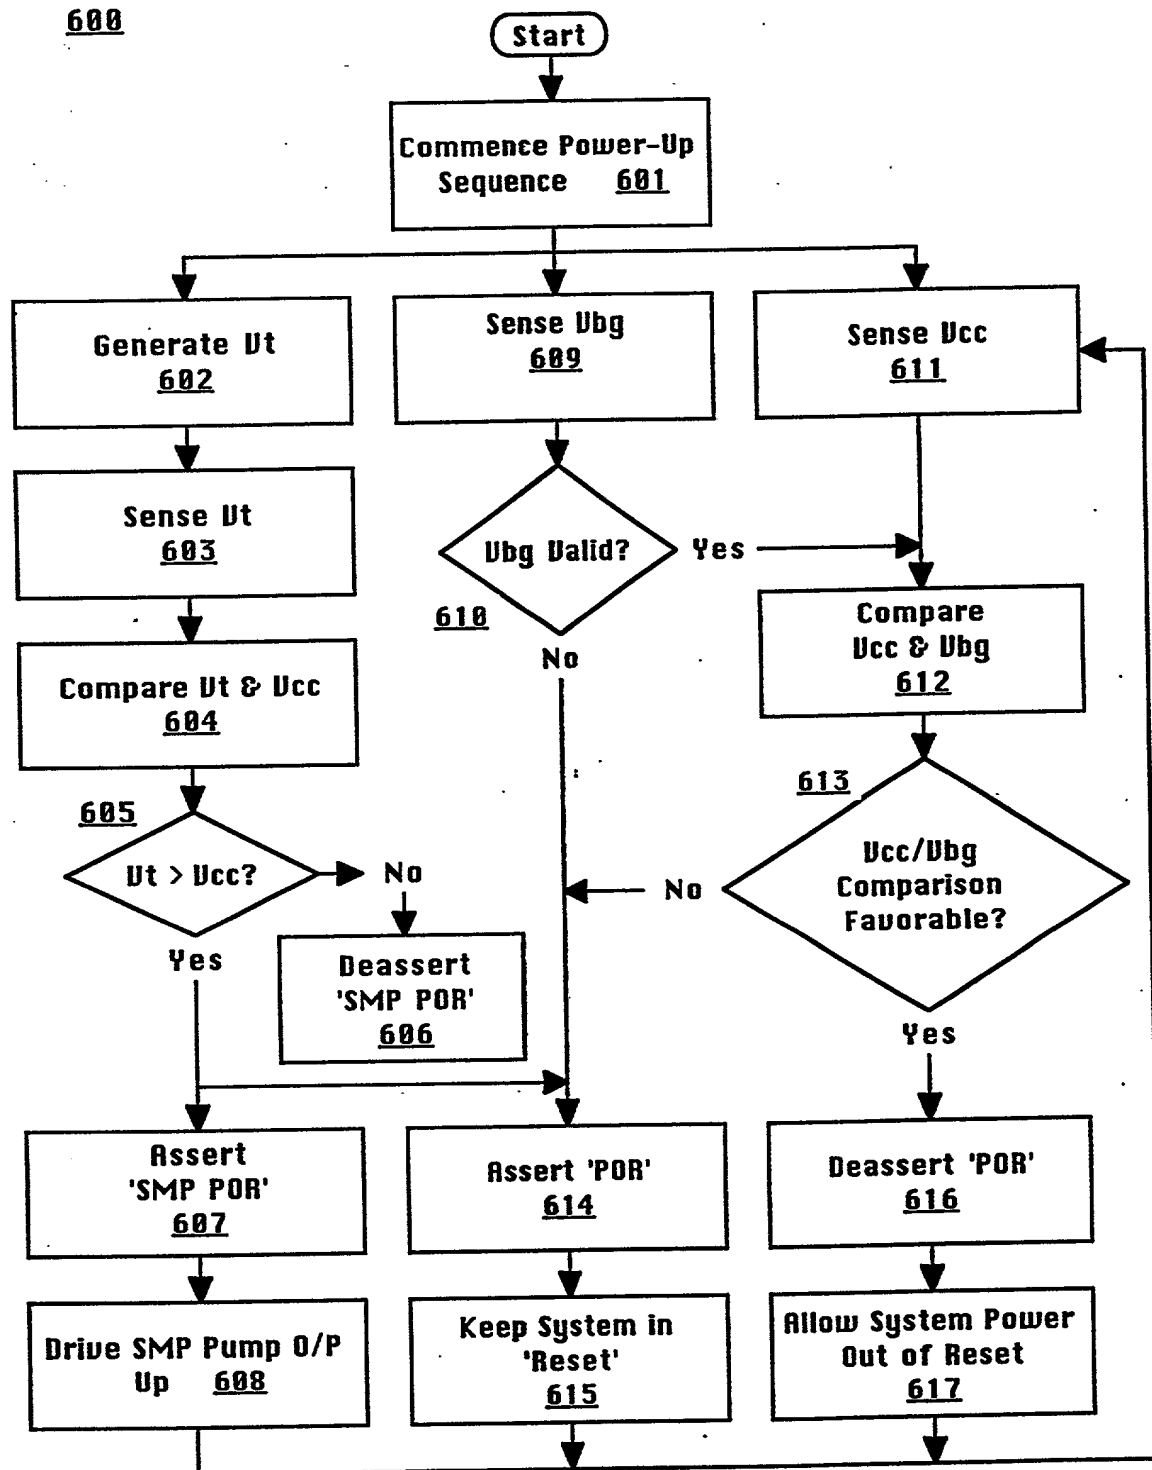 600
Start
Commence Power-Up
Sequence 601
Generate Vt
602
Sense Vbg
609
Sense Vcc
611
Sense Vt
603
Vbg Valid?
Yes
610
No
Compare
Vcc & Vbg
612
Compare Vt & Vcc
604
605
Vt > Vcc?
No
Yes
Deassert
'SMP POR'
606
613
Vcc/Vbg
Comparison
Favorable?
No
Yes
Assert
'SMP POR'
607
Assert 'POR'
614
Deassert 'POR'
616
Drive SMP Pump O/P
Up 608
Keep System in
'Reset'
615
Allow System Power
Out of Reset
617